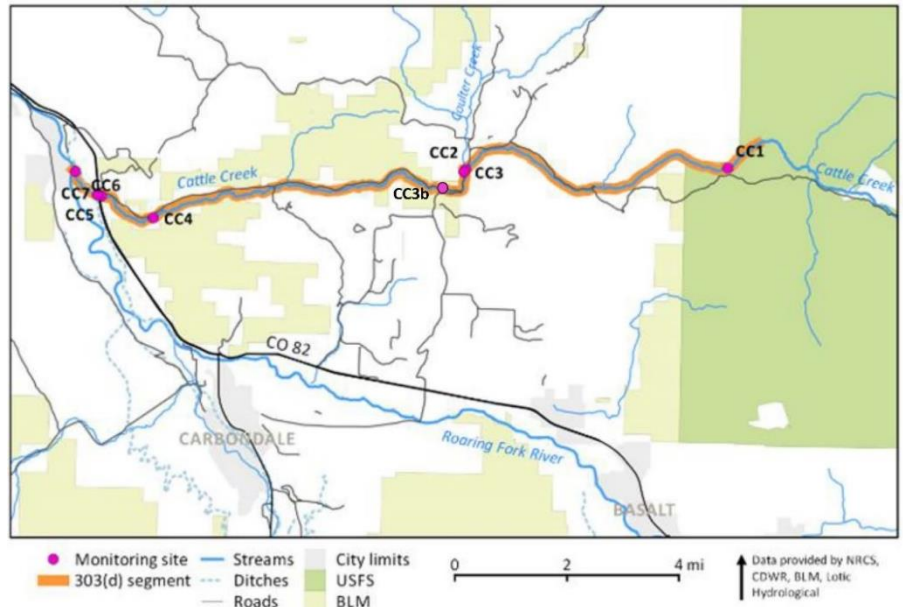 Coulter Creek
CC2
CC3
CC1
Cattle Creek
Cattle Creek
CC3b
CC6
CC7
CC5
CC4
CO 82
CARBONDALE
Roaring Fork River
BASALT
Monitoring site
303(d) segment
Streams
Ditches
Roads
City limits
USFS
BLM
0 2 4 mi
Data provided by NRCS,
CDWR, BLM, Lotic
Hydrological